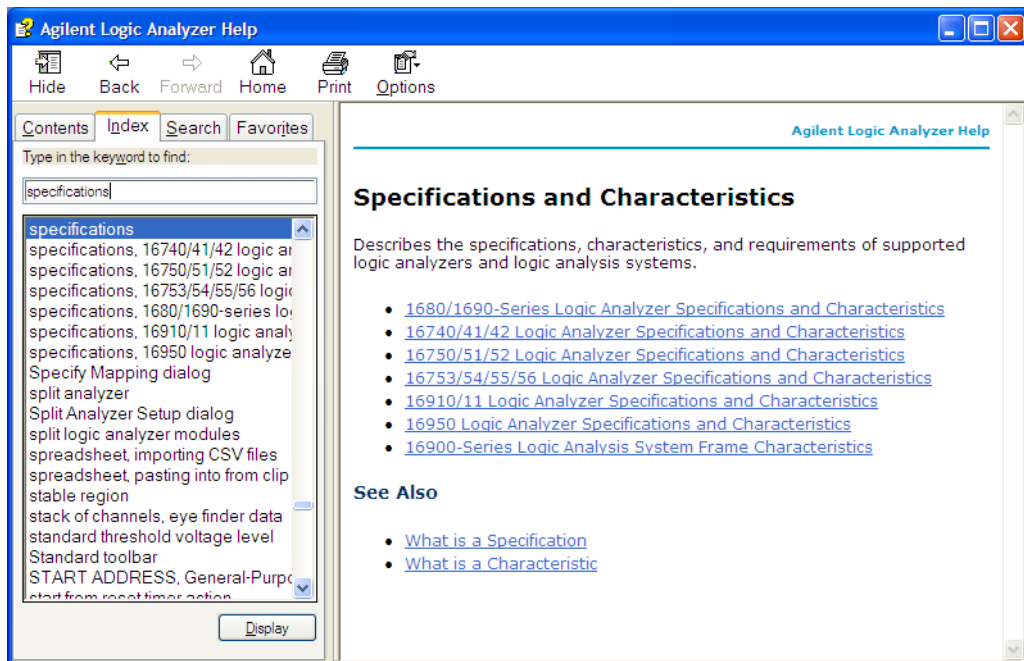 Agilent Logic Analyzer Help
Hide Back Forward Home Print Options
Contents Index Search Favorites
Type in the keyword to find:
specifications
specifications
specifications, 16740/41/42 logic ar
specifications, 16750/51/52 logic ar
specifications, 16753/54/55/56 logic
specifications, 1680/1690-series log
specifications, 16910/11 logic analy
specifications, 16950 logic analyze
Specify Mapping dialog
split analyzer
Split Analyzer Setup dialog
split logic analyzer modules
spreadsheet, importing CSV files
spreadsheet, pasting into from clip
stable region
stack of channels, eye finder data
standard threshold voltage level
Standard toolbar
START ADDRESS, General-Purpo
start from reset timer action
Display
Agilent Logic Analyzer Help
Specifications and Characteristics
Describes the specifications, characteristics, and requirements of supported
logic analyzers and logic analysis systems.
• 1680/1690-Series Logic Analyzer Specifications and Characteristics
• 16740/41/42 Logic Analyzer Specifications and Characteristics
• 16750/51/52 Logic Analyzer Specifications and Characteristics
• 16753/54/55/56 Logic Analyzer Specifications and Characteristics
• 16910/11 Logic Analyzer Specifications and Characteristics
• 16950 Logic Analyzer Specifications and Characteristics
• 16900-Series Logic Analysis System Frame Characteristics
See Also
• What is a Specification
• What is a Characteristic